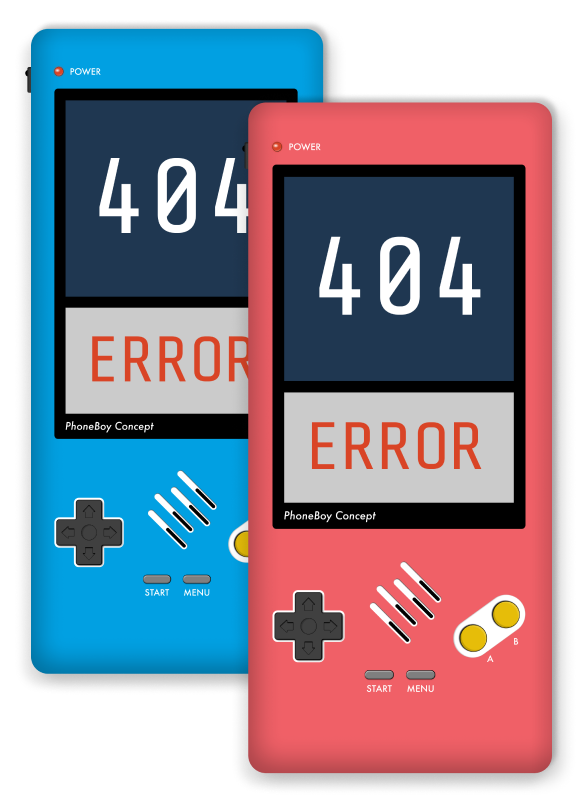 POWER
404
ERROR
PhoneBoy Concept
START MENU
POWER
404
ERROR
PhoneBoy Concept
START MENU
A
B